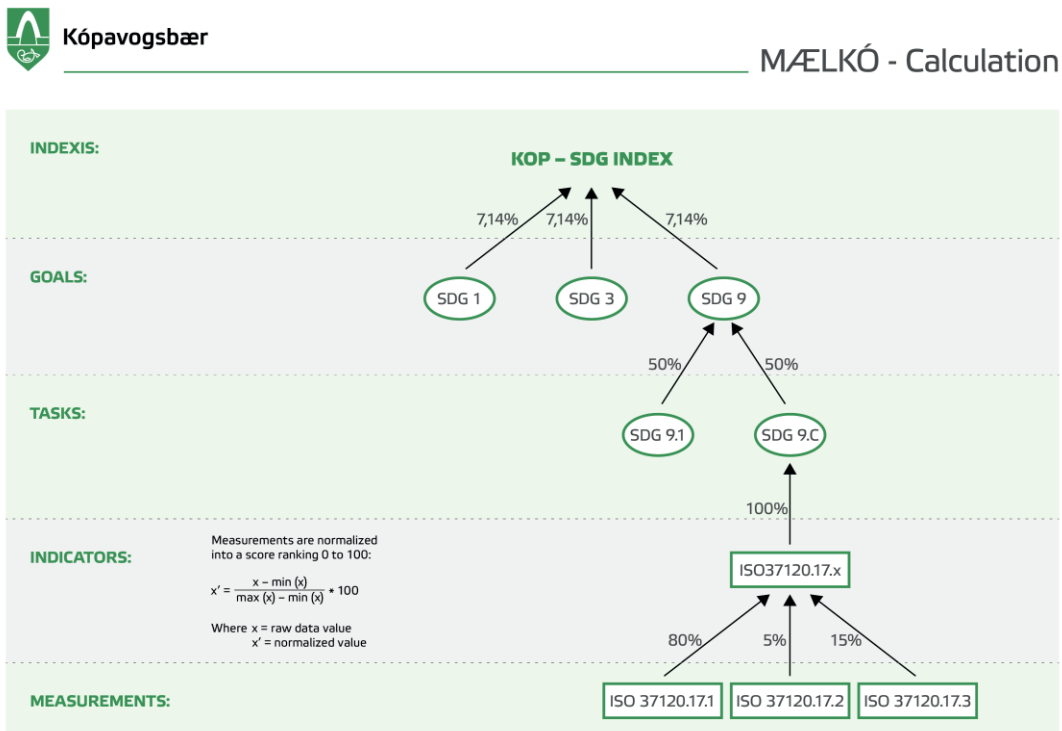 Kópavogsbær
MÆLKÓ - Calculation
INDEXIS:
KOP – SDG INDEX
7,14% 7,14% 7,14%
GOALS:
SDG 1 SDG 3 SDG 9
50% 50%
TASKS:
SDG 9.1 SDG 9.C
100%
INDICATORS:
Measurements are normalized
into a score ranking 0 to 100:
x’ = x – min (x) / max (x) – min (x) * 100
Where x = raw data value
x’ = normalized value
ISO37120.17.x
80% 5% 15%
MEASUREMENTS:
ISO 37120.17.1 ISO 37120.17.2 ISO 37120.17.3